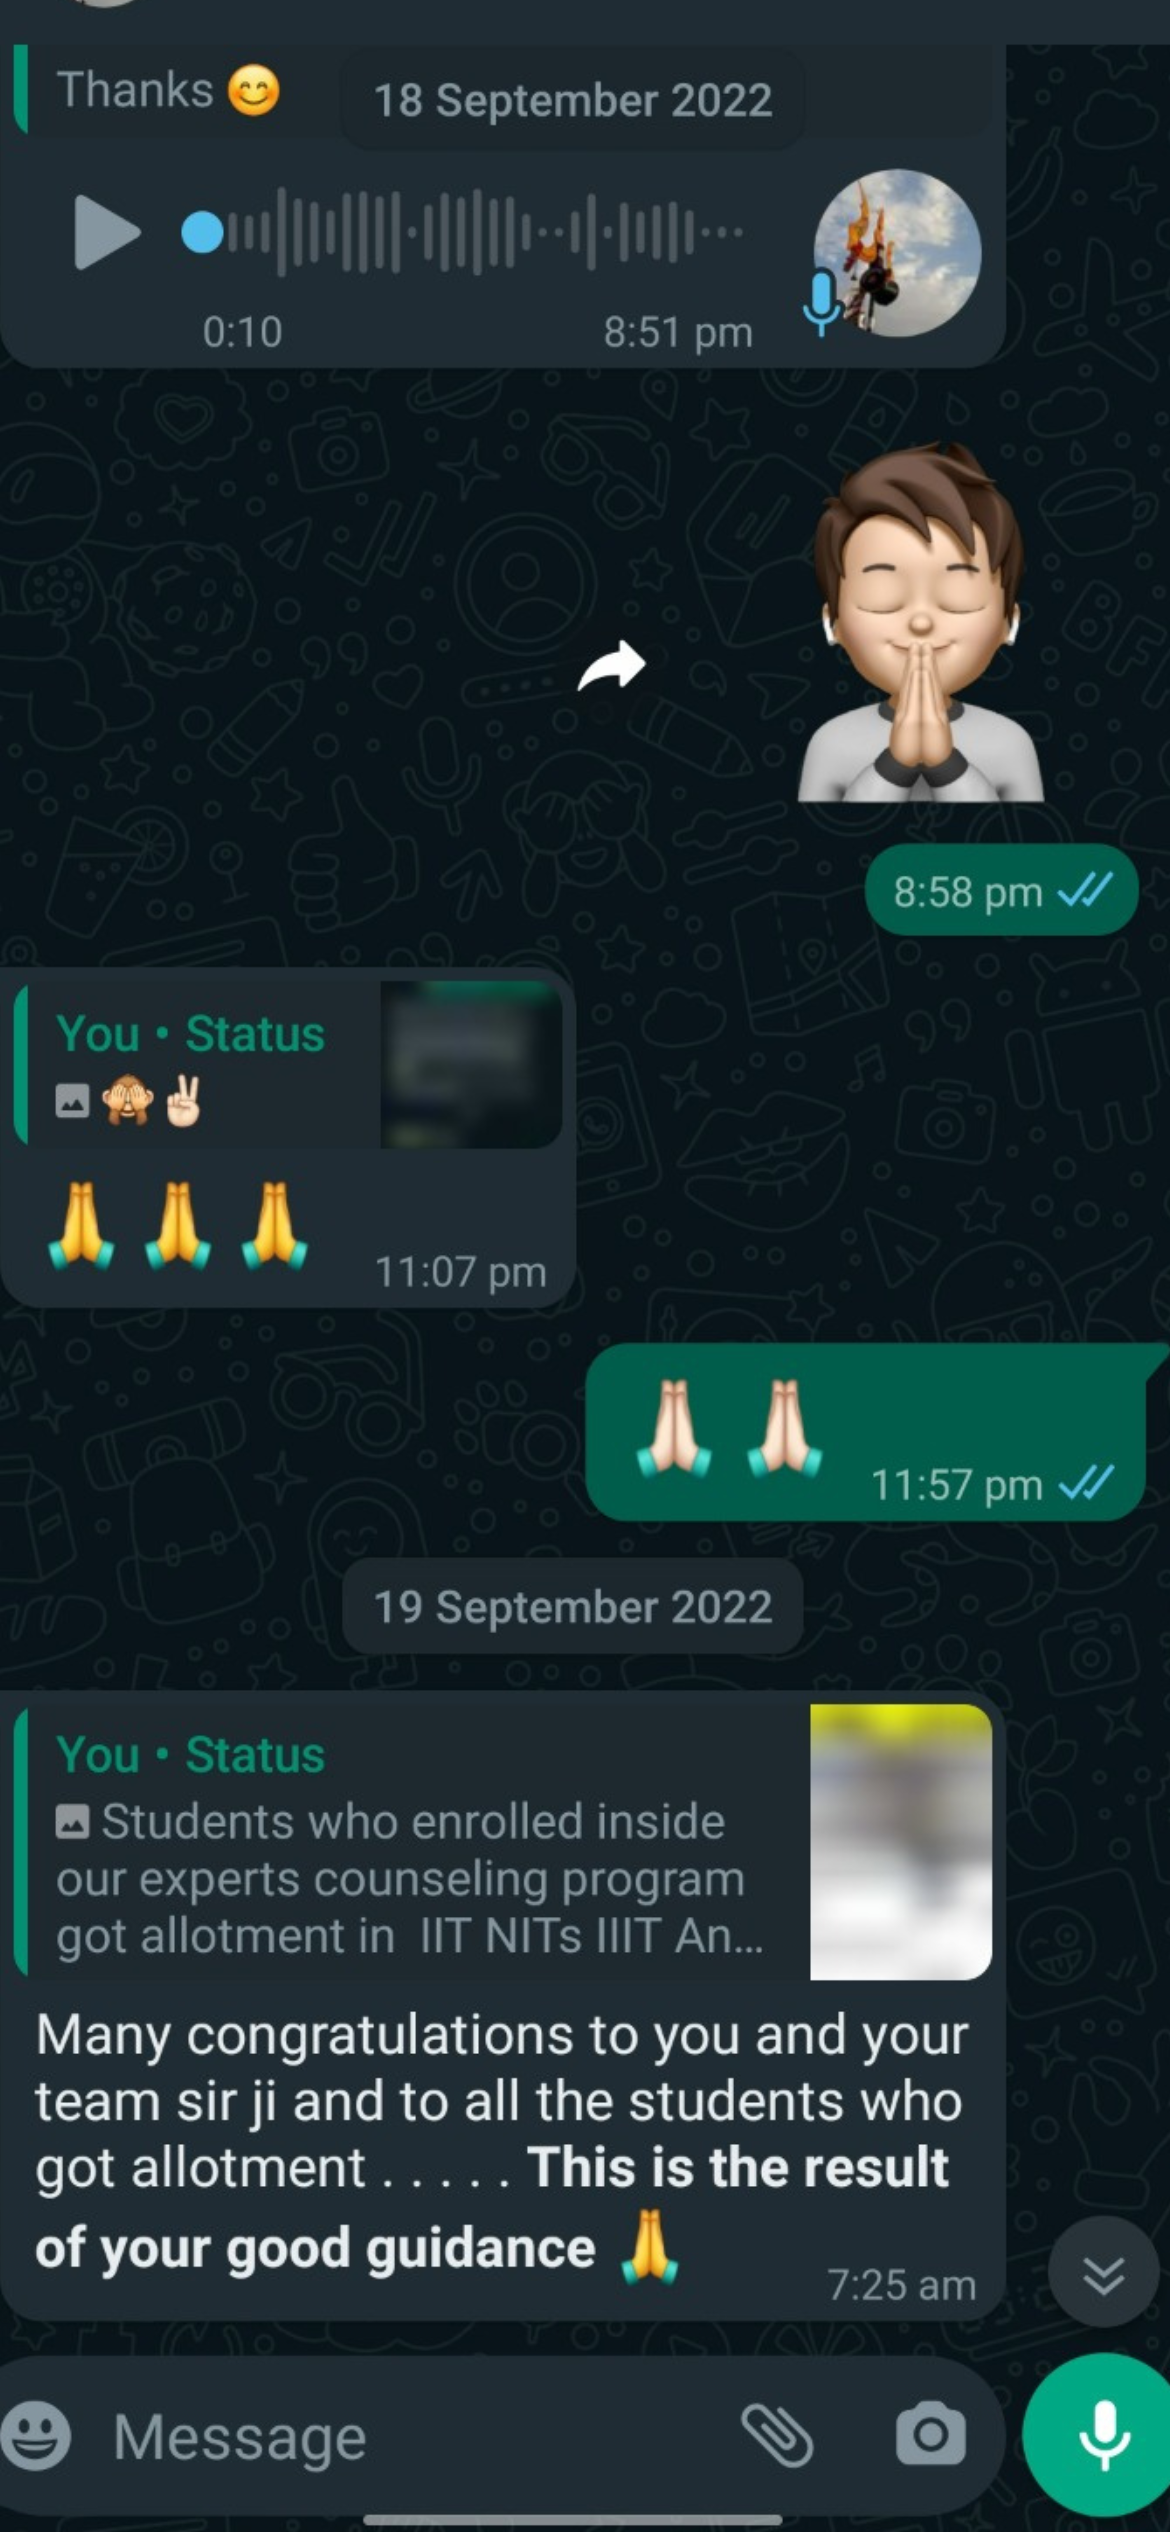 Thanks 😊
18 September 2022
0:10
8:51 pm
8:58 pm
You • Status
🙈✌🏻
🙏 🙏 🙏
11:07 pm
🙏🏻 🙏🏻
11:57 pm
19 September 2022
You • Status
Students who enrolled inside
our experts counseling program
got allotment in  IIT NITs IIIT An...
Many congratulations to you and your
team sir ji and to all the students who
got allotment . . . . . This is the result
of your good guidance 🙏
7:25 am
Message